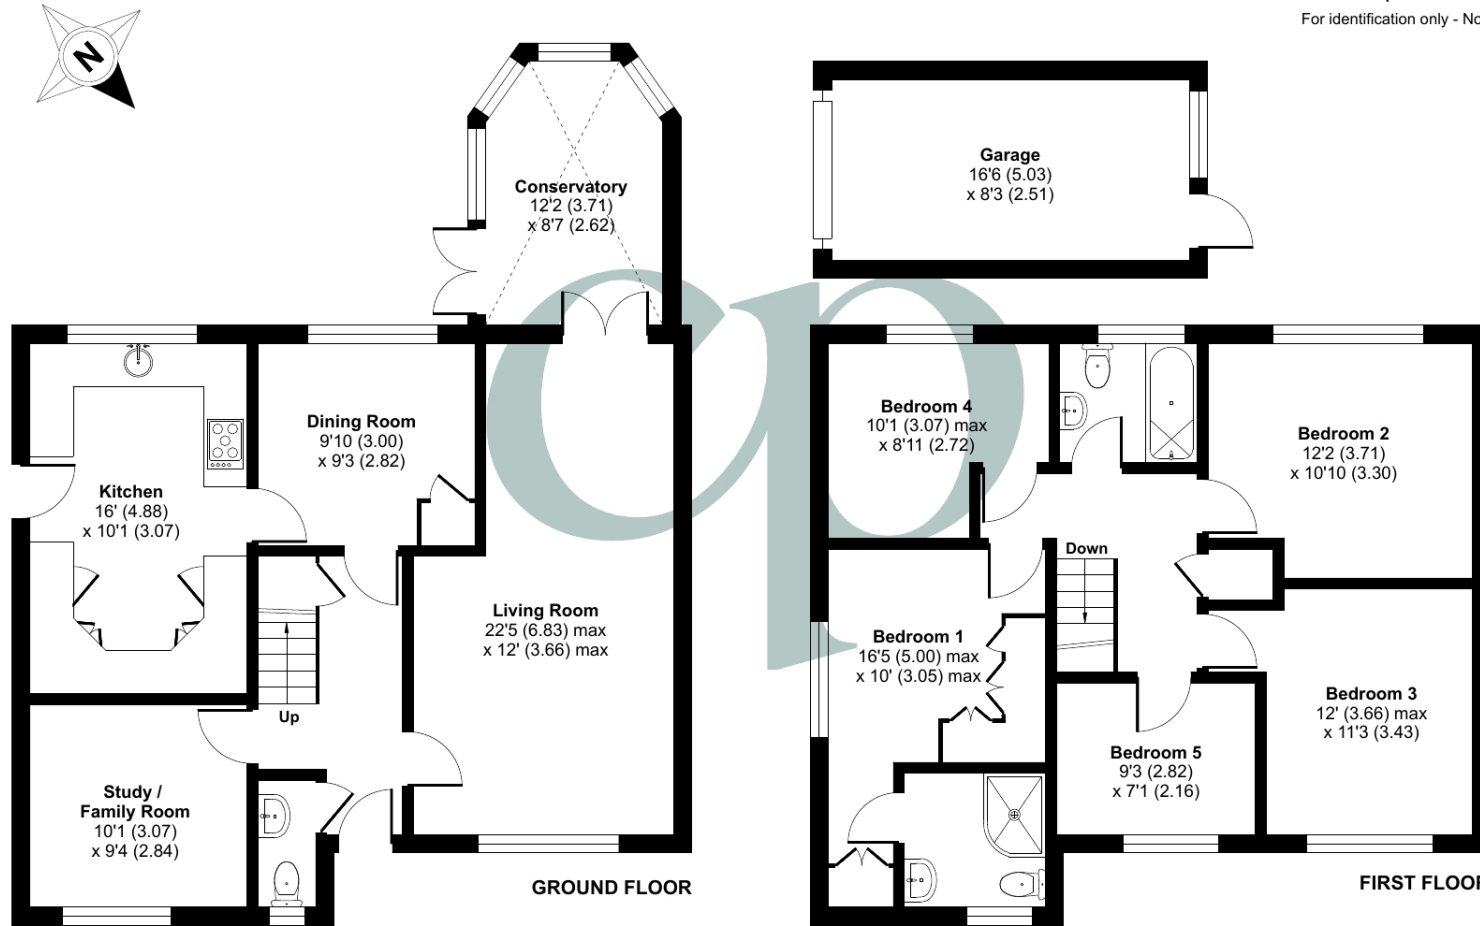 For identification only - No
N
Conservatory
12'2 (3.71)
x 8'7 (2.62)
Garage
16'6 (5.03)
x 8'3 (2.51)
cp
Kitchen
16' (4.88)
x 10'1 (3.07)
Dining Room
9'10 (3.00)
x 9'3 (2.82)
Living Room
22'5 (6.83) max
x 12' (3.66) max
Up
Study /
Family Room
10'1 (3.07)
x 9'4 (2.84)
GROUND FLOOR
Bedroom 4
10'1 (3.07) max
x 8'11 (2.72)
Bedroom 2
12'2 (3.71)
x 10'10 (3.30)
Down
Bedroom 1
16'5 (5.00) max
x 10' (3.05) max
Bedroom 3
12' (3.66) max
x 11'3 (3.43)
Bedroom 5
9'3 (2.82)
x 7'1 (2.16)
FIRST FLOOR